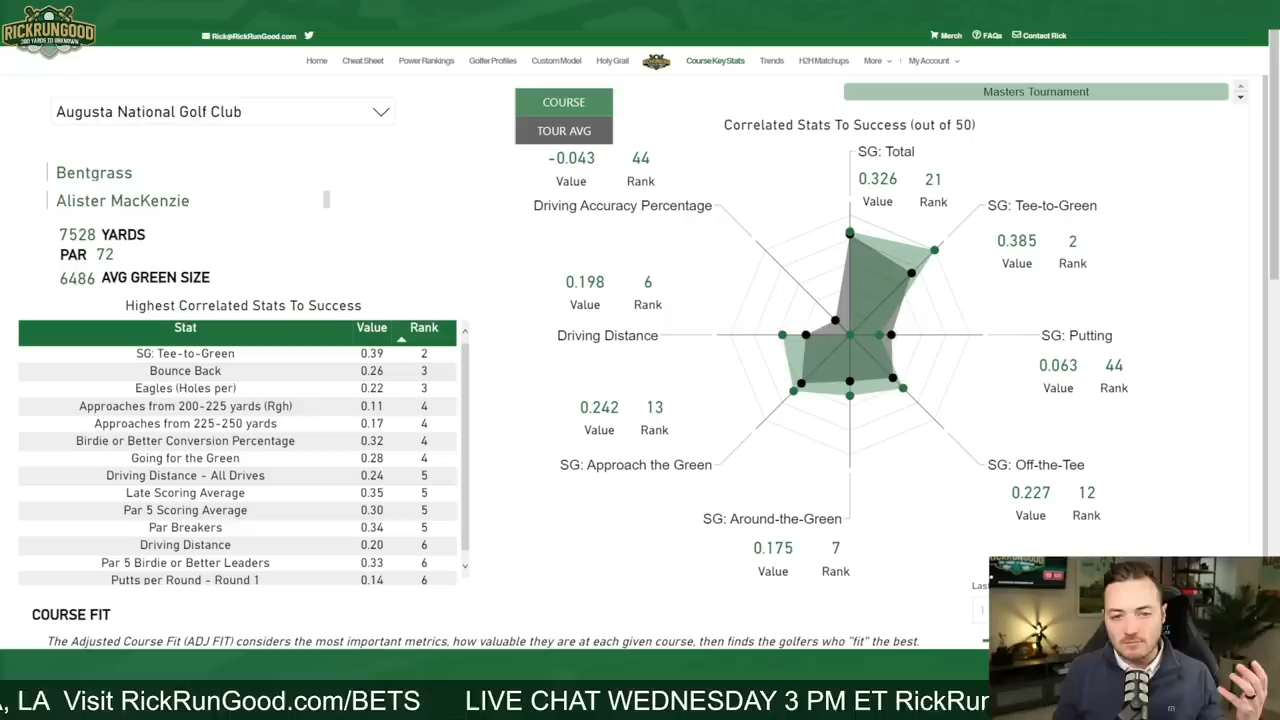 RICKRUNGOOD
300 YARDS TO UNKNOWN
Rick@RickRunGood.com
Merch FAQs Contact Rick
Home Cheat Sheet Power Rankings Golfer Profiles Custom Model Holy Grail Course Key Stats Trends H2H Matchups More My Account
Augusta National Golf Club
Bentgrass
Alister MacKenzie
7528 YARDS
PAR 72
6486 AVG GREEN SIZE
Highest Correlated Stats To Success
Stat Value Rank
SG: Tee-to-Green 0.39 2
Bounce Back 0.26 3
Eagles (Holes per) 0.22 3
Approaches from 200-225 yards (Rgh) 0.11 4
Approaches from 225-250 yards 0.17 4
Birdie or Better Conversion Percentage 0.32 4
Going for the Green 0.28 4
Driving Distance - All Drives 0.24 5
Late Scoring Average 0.35 5
Par 5 Scoring Average 0.30 5
Par Breakers 0.34 5
Driving Distance 0.20 6
Par 5 Birdie or Better Leaders 0.33 6
Putts per Round - Round 1 0.14 6
COURSE
TOUR AVG
Masters Tournament
Correlated Stats To Success (out of 50)
SG: Total
0.326 21
Value Rank
SG: Tee-to-Green
0.385 2
Value Rank
SG: Putting
0.063 44
Value Rank
SG: Off-the-Tee
0.227 12
Value Rank
SG: Around-the-Green
0.175 7
Value Rank
SG: Approach the Green
0.242 13
Value Rank
Driving Distance
0.198 6
Value Rank
Driving Accuracy Percentage
-0.043 44
Value Rank
Las
1
COURSE FIT
The Adjusted Course Fit (ADJ FIT) considers the most important metrics, how valuable they are at each given course, then finds the golfers who "fit" the best.
A, LA Visit RickRunGood.com/BETS LIVE CHAT WEDNESDAY 3 PM ET RickRun